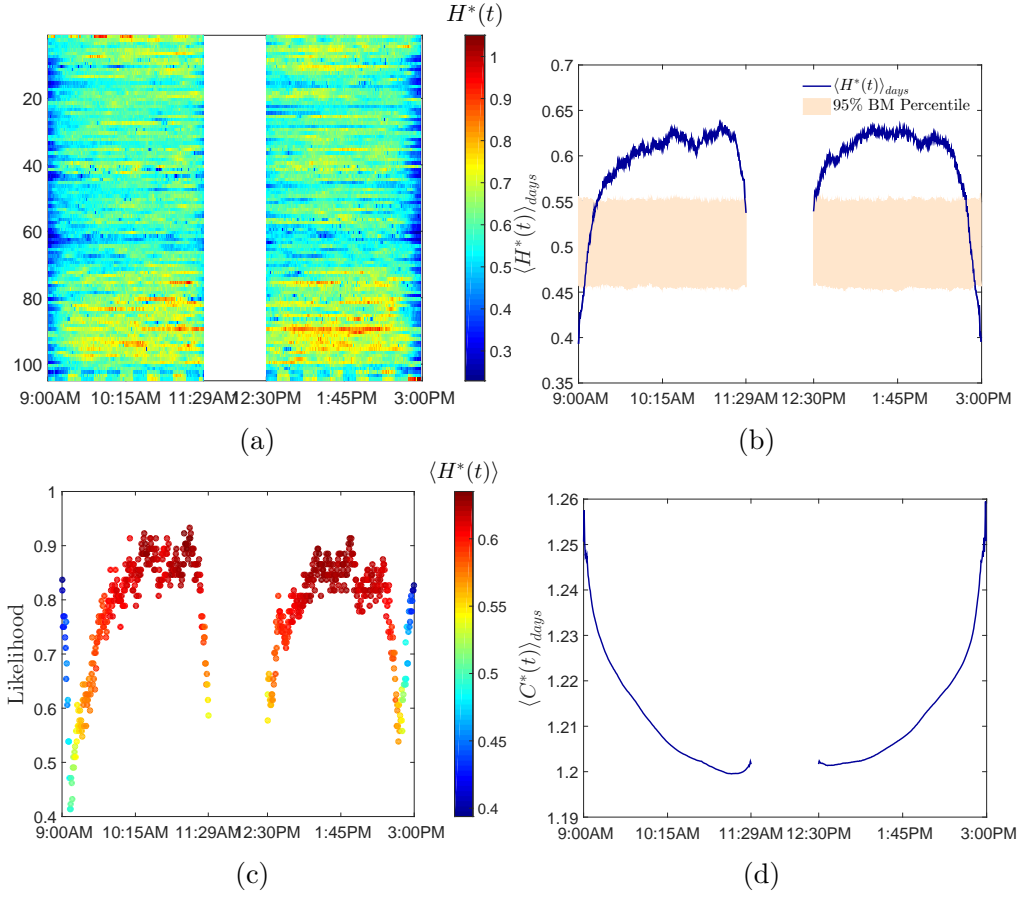 H*(t)
20
40
60
80
100
9:00AM 10:15AM 11:29AM 12:30PM 1:45PM 3:00PM
1
0.9
0.8
0.7
0.6
0.5
0.4
0.3
(a)
0.7
0.65
0.6
0.55
0.5
0.45
0.4
0.35
⟨H*(t)⟩days
⟨H*(t)⟩days
95% BM Percentile
9:00AM 10:15AM 11:29AM 12:30PM 1:45PM 3:00PM
(b)
⟨H*(t)⟩
1
0.9
0.8
0.7
0.6
0.5
0.4
Likelihood
9:00AM 10:15AM 11:29AM 12:30PM 1:45PM 3:00PM
0.6
0.55
0.5
0.45
0.4
(c)
1.26
1.25
1.24
1.23
1.22
1.21
1.2
1.19
⟨C*(t)⟩days
9:00AM 10:15AM 11:29AM 12:30PM 1:45PM 3:00PM
(d)